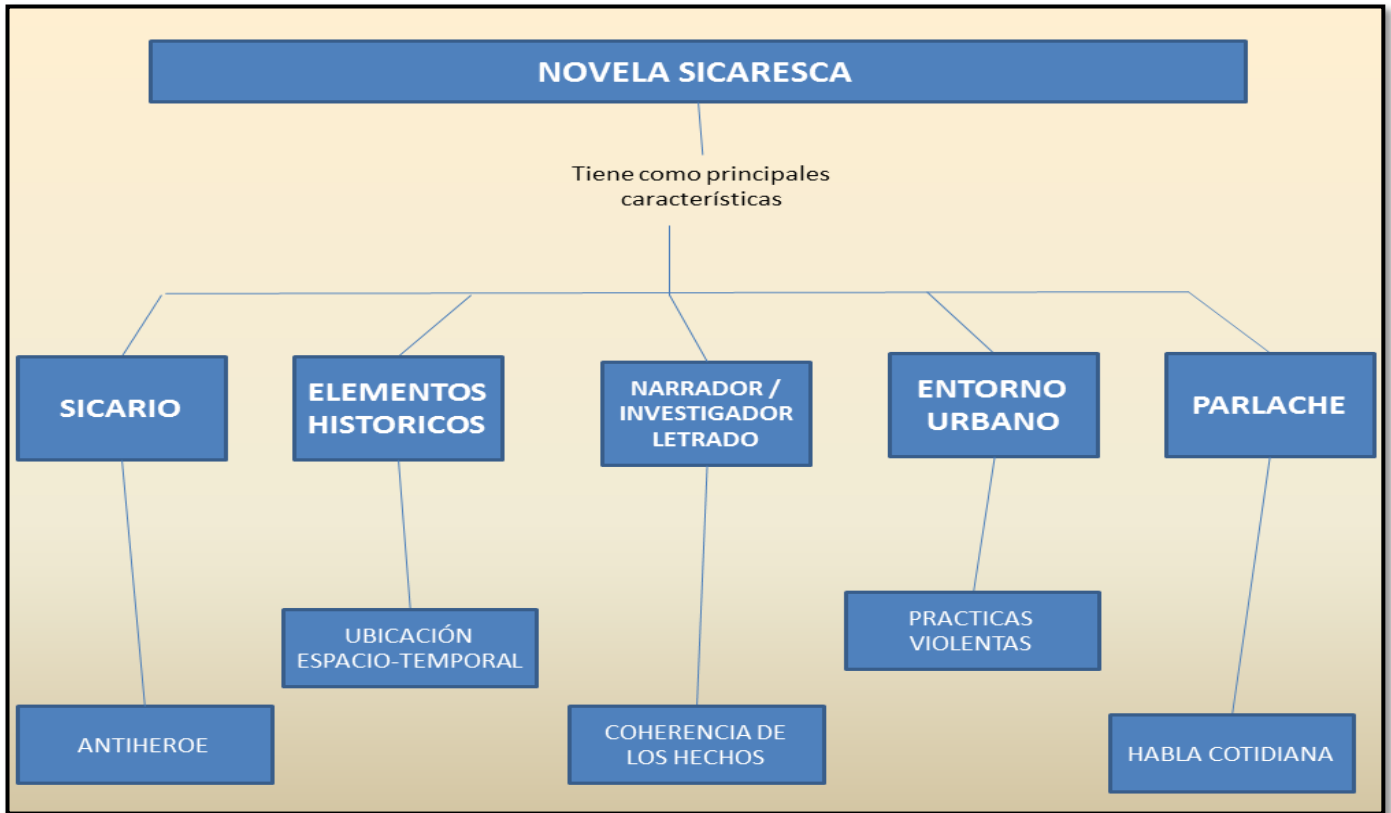 NOVELA SICARESCA
Tiene como principales
características
SICARIO
ELEMENTOS
HISTORICOS
NARRADOR /
INVESTIGADOR
LETRADO
ENTORNO
URBANO
PARLACHE
ANTIHEROE
UBICACIÓN
ESPACIO-TEMPORAL
COHERENCIA DE
LOS HECHOS
PRACTICAS
VIOLENTAS
HABLA COTIDIANA